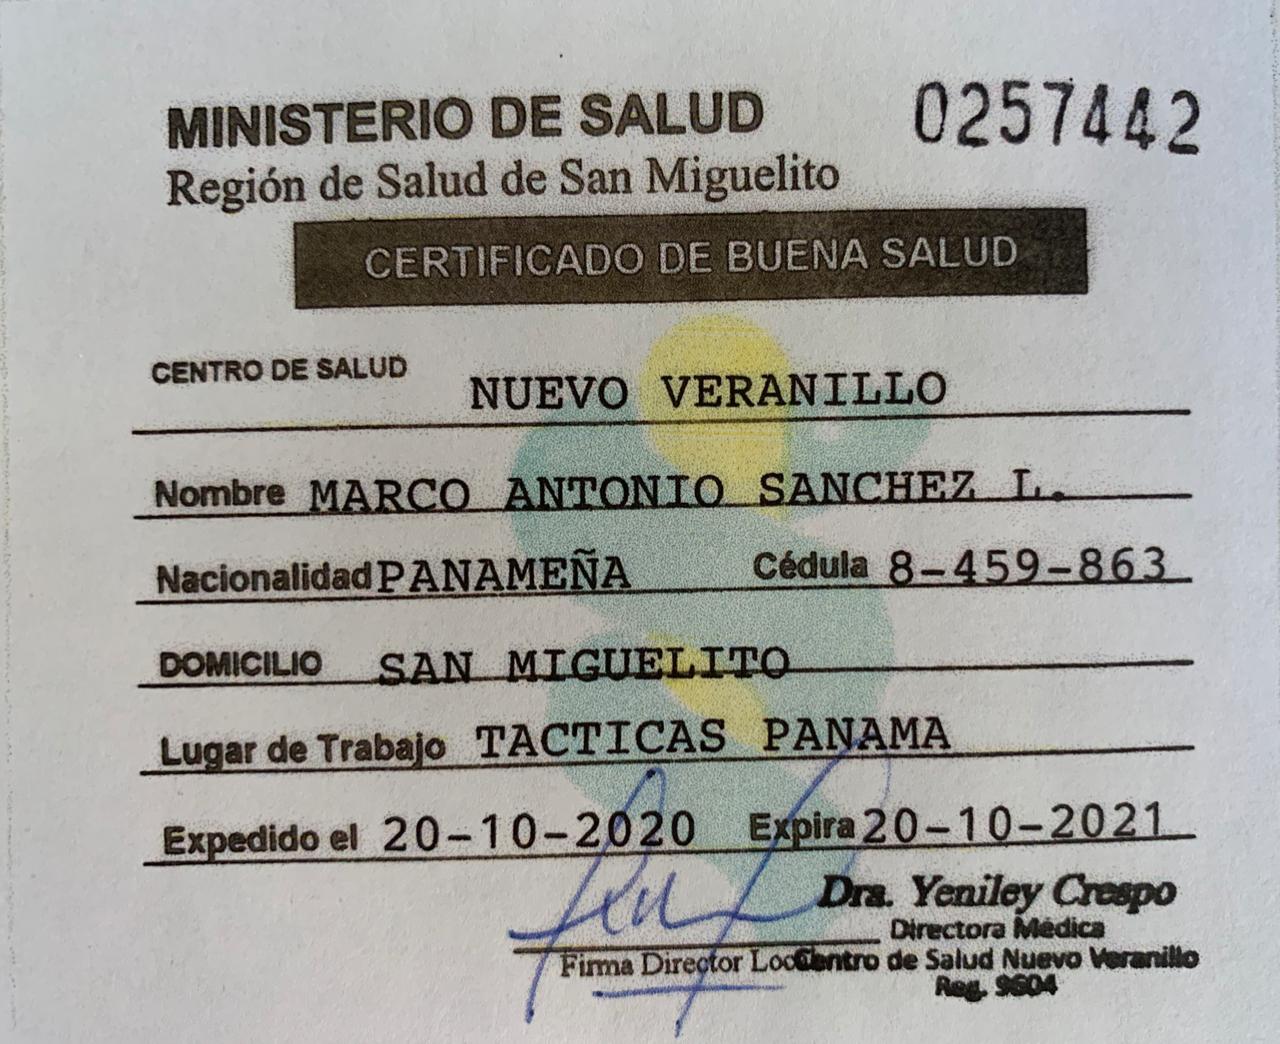 MINISTERIO DE SALUD 0257442
Región de Salud de San Miguelito
CERTIFICADO DE BUENA SALUD
CENTRO DE SALUD NUEVO VERANILLO
Nombre MARCO ANTONIO SANCHEZ L.
Nacionalidad PANAMEÑA Cédula 8-459-863
DOMICILIO SAN MIGUELITO
Lugar de Trabajo TACTICAS PANAMA
Expedido el 20-10-2020 Expira 20-10-2021
Dra. Yeniley Crespo
Directora Médica
Firma Director Centro de Salud Nuevo Veranillo
Reg. 9604